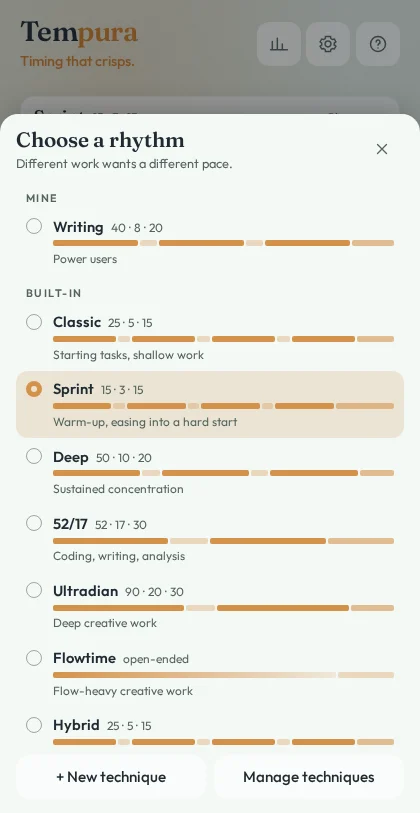 Tempura
Timing that crisps.
Choose a rhythm
Different work wants a different pace.
MINE
Writing 40 · 8 · 20
Power users
BUILT-IN
Classic 25 · 5 · 15
Starting tasks, shallow work
Sprint 15 · 3 · 15
Warm-up, easing into a hard start
Deep 50 · 10 · 20
Sustained concentration
52/17 52 · 17 · 30
Coding, writing, analysis
Ultradian 90 · 20 · 30
Deep creative work
Flowtime open-ended
Flow-heavy creative work
Hybrid 25 · 5 · 15
+ New technique
Manage techniques